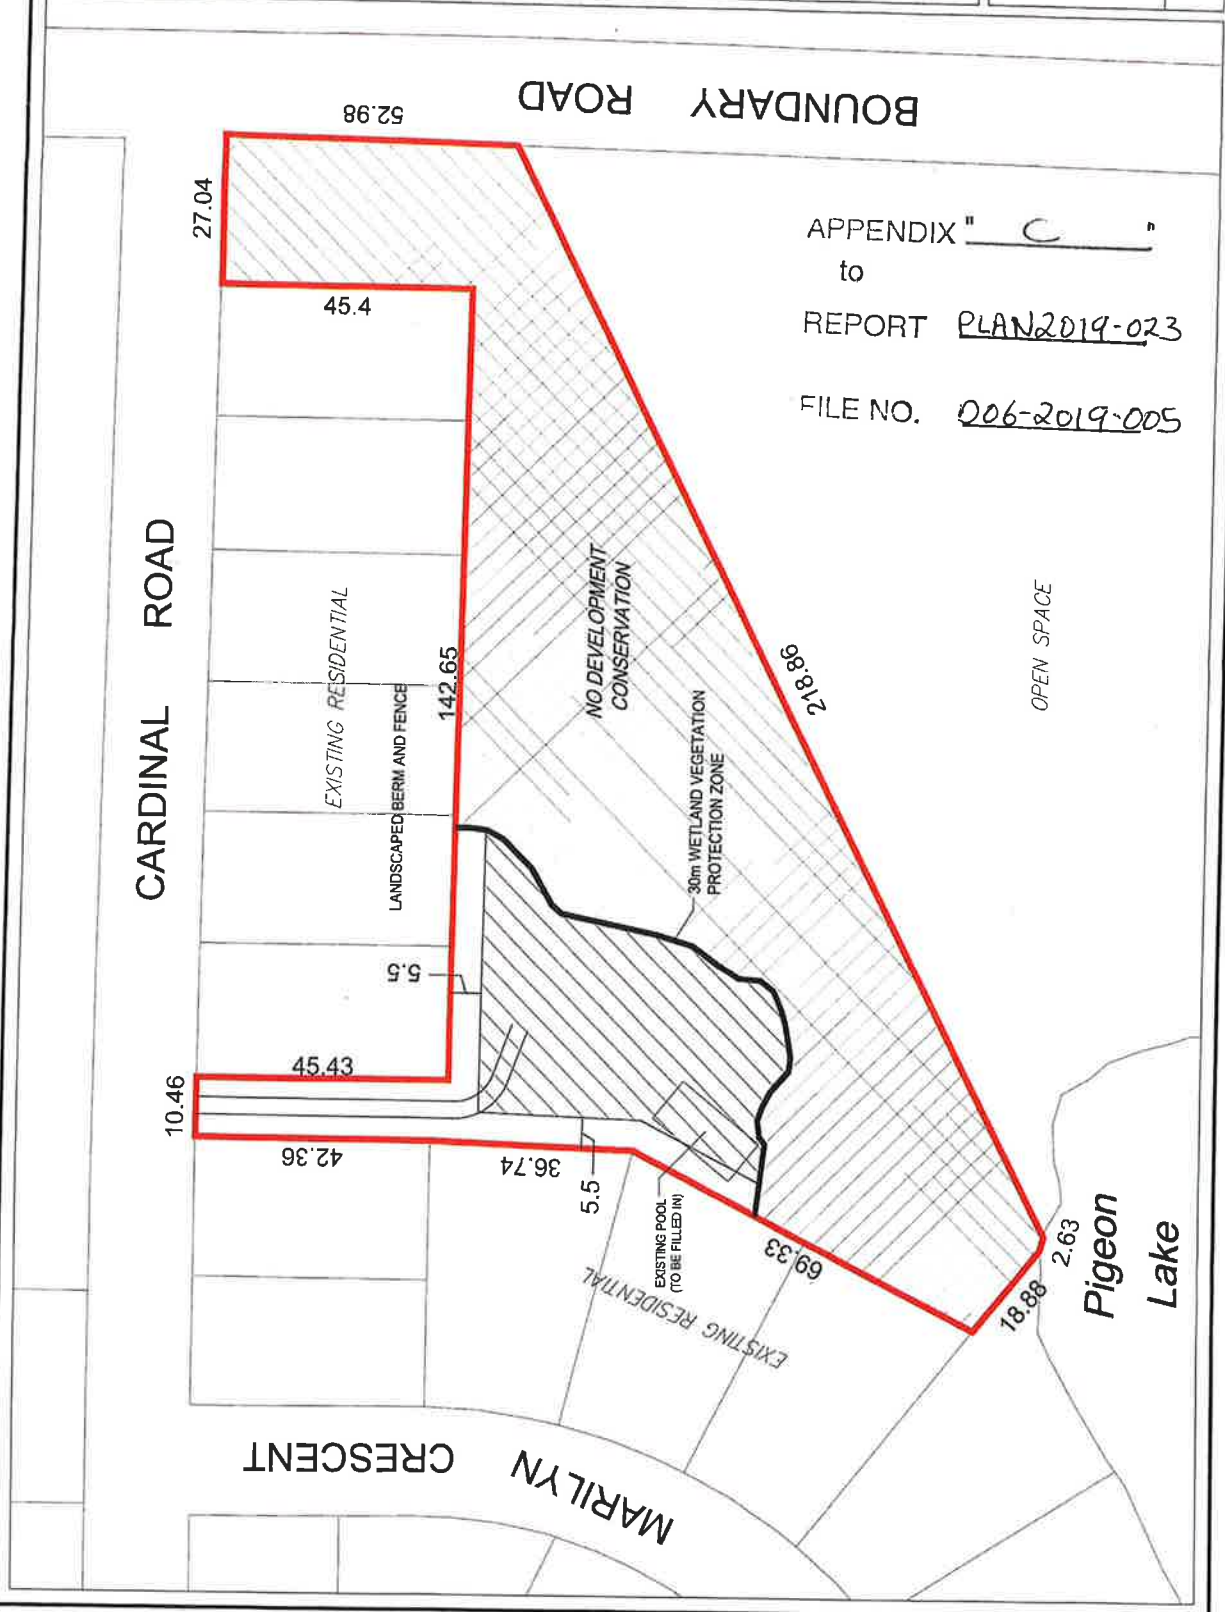 BOUNDARY ROAD
52.98
27.04
45.4
APPENDIX " C "
to
REPORT PLAN2019-023
FILE NO. D06-2019-005
CARDINAL ROAD
EXISTING RESIDENTIAL
LANDSCAPED BERM AND FENCE
142.65
NO DEVELOPMENT
CONSERVATION
30m WETLAND VEGETATION
PROTECTION ZONE
218.86
OPEN SPACE
5.5
45.43
10.46
42.36
36.74
5.5
EXISTING POOL
(TO BE FILLED IN)
69.33
EXISTING RESIDENTIAL
18.88
2.63
Pigeon
Lake
MARILYN CRESCENT